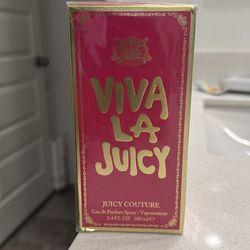 VIVA
LA
JUICY
JUICY COUTURE
Eau de Parfum Spray / Vaporisateur
3.4 FL. OZ 100 ml ℮